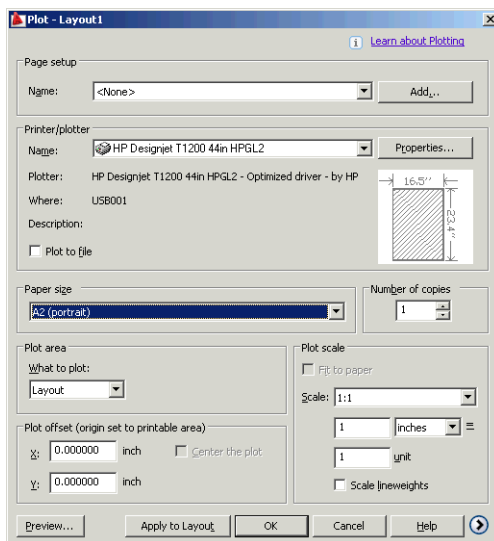 Plot - Layout1
Learn about Plotting
Page setup
Name: <None> Add...
Printer/plotter
Name: HP Designjet T1200 44in HPGL2 Properties...
Plotter: HP Designjet T1200 44in HPGL2 - Optimized driver - by HP
Where: USB001
Description:
Plot to file
16.5''
23.4''
Paper size
A2 (portrait)
Number of copies
1
Plot area
What to plot:
Layout
Plot offset (origin set to printable area)
X: 0.000000 inch Center the plot
Y: 0.000000 inch
Plot scale
Fit to paper
Scale: 1:1
1 inches =
1 unit
Scale lineweights
Preview... Apply to Layout OK Cancel Help